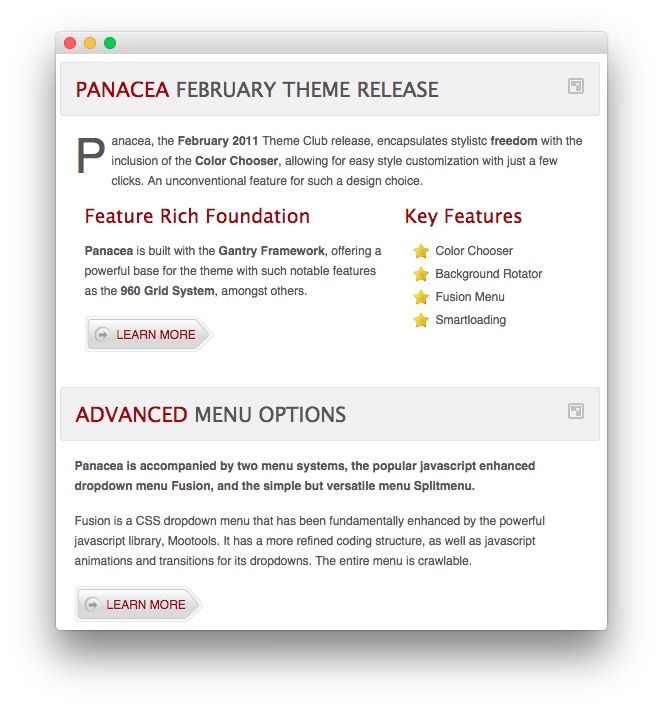 PANACEA FEBRUARY THEME RELEASE
Panacea, the February 2011 Theme Club release, encapsulates stylistc freedom with the
inclusion of the Color Chooser, allowing for easy style customization with just a few
clicks. An unconventional feature for such a design choice.
Feature Rich Foundation
Panacea is built with the Gantry Framework, offering a
powerful base for the theme with such notable features
as the 960 Grid System, amongst others.
LEARN MORE
Key Features
Color Chooser
Background Rotator
Fusion Menu
Smartloading
ADVANCED MENU OPTIONS
Panacea is accompanied by two menu systems, the popular javascript enhanced
dropdown menu Fusion, and the simple but versatile menu Splitmenu.
Fusion is a CSS dropdown menu that has been fundamentally enhanced by the powerful
javascript library, Mootools. It has a more refined coding structure, as well as javascript
animations and transitions for its dropdowns. The entire menu is crawlable.
LEARN MORE